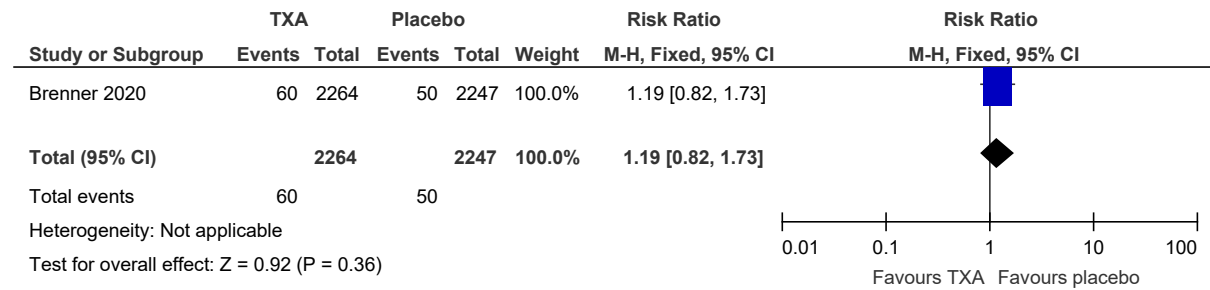 TXA Placebo Risk Ratio Risk Ratio
Study or Subgroup Events Total Events Total Weight M-H, Fixed, 95% CI M-H, Fixed, 95% CI
Brenner 2020 60 2264 50 2247 100.0% 1.19 [0.82, 1.73]
Total (95% CI) 2264 2247 100.0% 1.19 [0.82, 1.73]
Total events 60 50
Heterogeneity: Not applicable
Test for overall effect: Z = 0.92 (P = 0.36)
0.01 0.1 1 10 100
Favours TXA Favours placebo